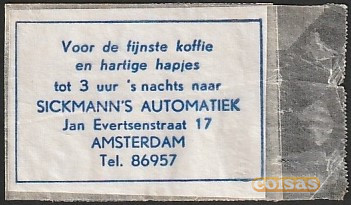 Voor de fijnste koffie
en hartige hapjes
tot 3 uur 's nachts naar
SICKMANN'S AUTOMATIEK
Jan Evertsenstraat 17
AMSTERDAM
Tel. 86957
colsas